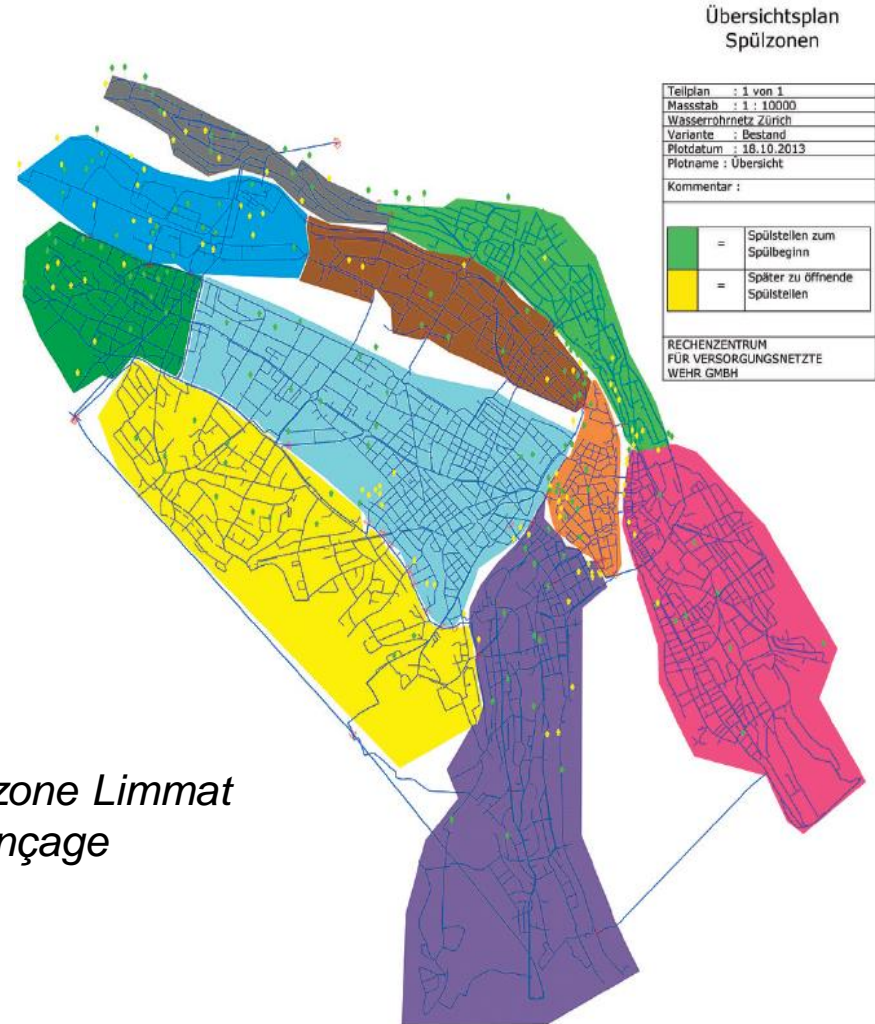 Übersichtsplan
Spülzonen
Teilplan : 1 von 1
Massstab : 1 : 10000
Wasserrohrnetz Zürich
Variante : Bestand
Plotdatum : 18.10.2013
Plotname : Übersicht
Kommentar :
= Spülstellen zum
Spülbeginn
= Später zu öffnende
Spülstellen
RECHENZENTRUM
FÜR VERSORGUNGSNETZTE
WEHR GMBH
zone Limmat
nçage